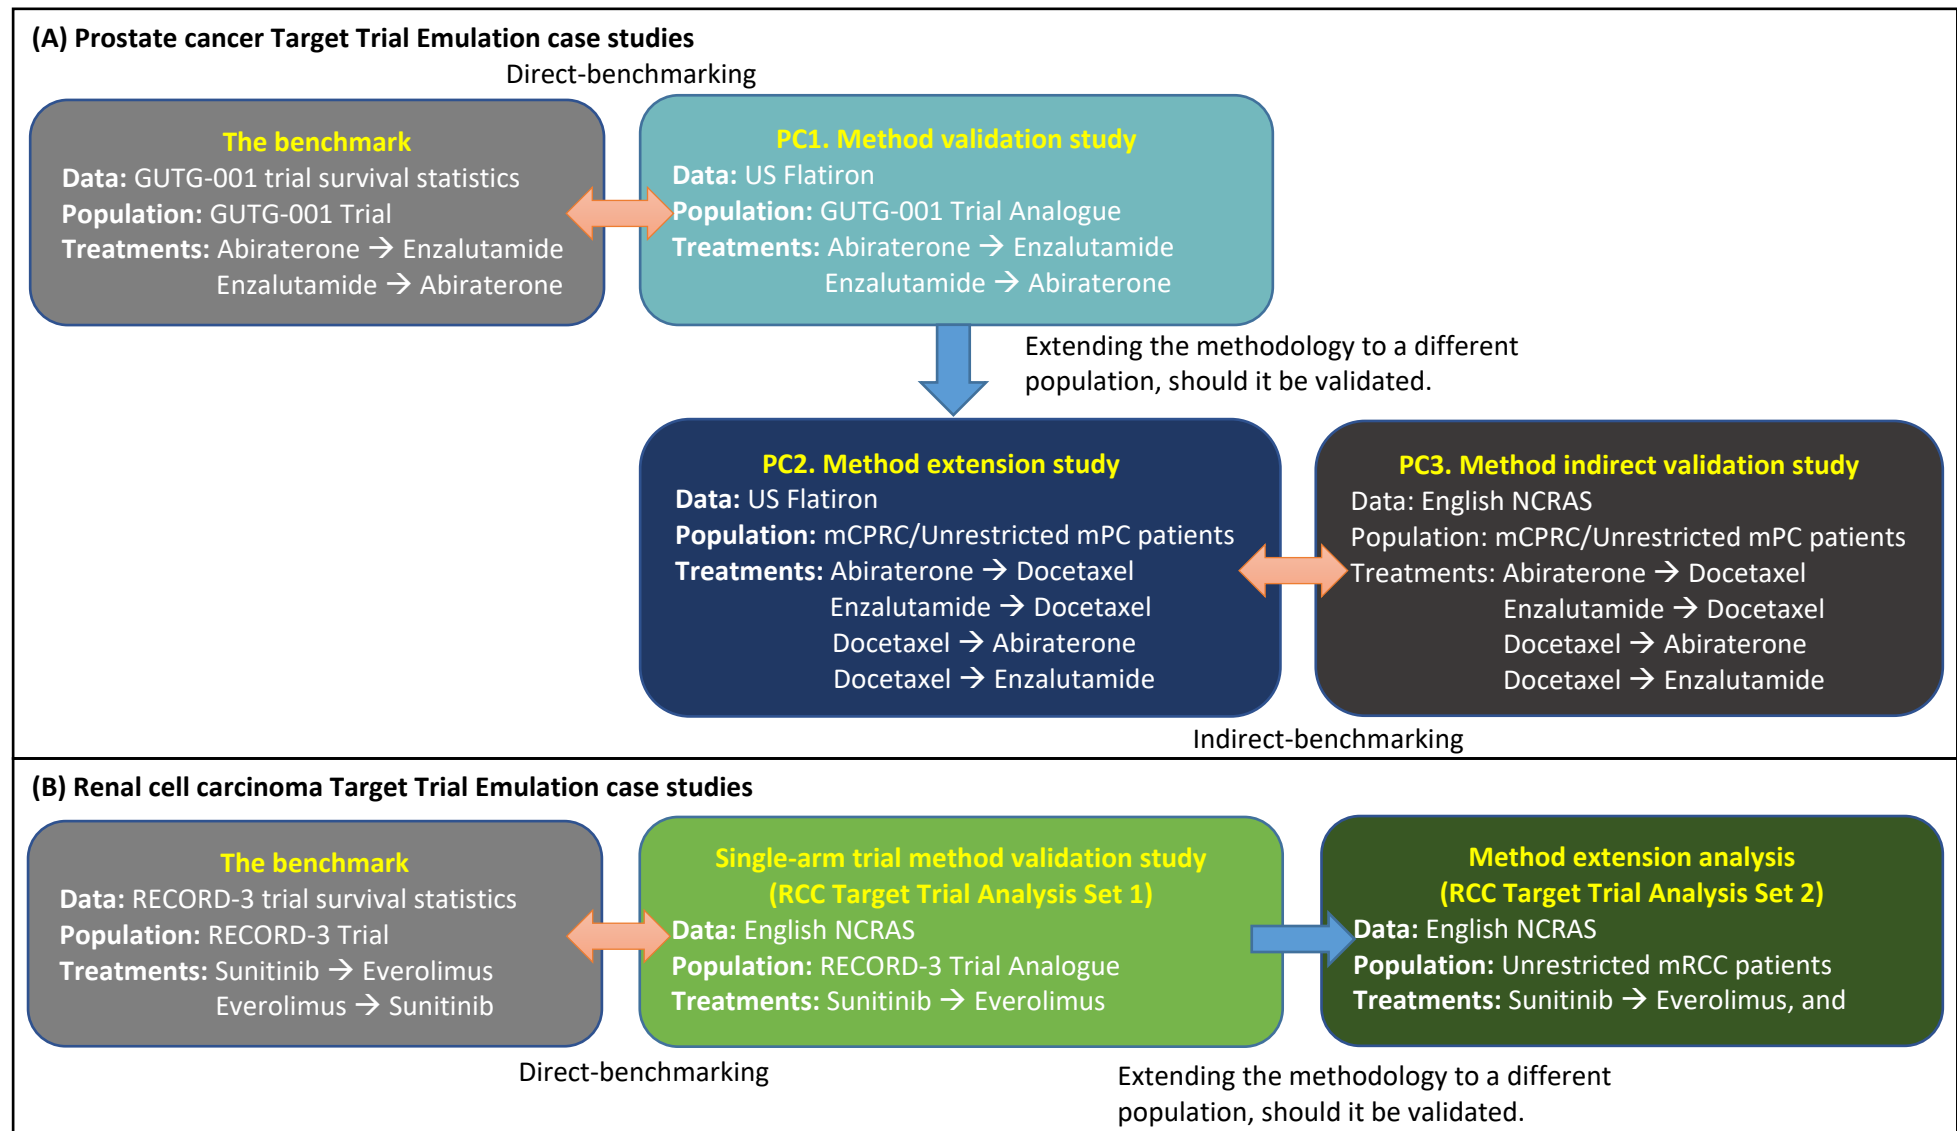 (A) Prostate cancer Target Trial Emulation case studies
Direct-benchmarking
The benchmark
Data: GUTG-001 trial survival statistics
Population: GUTG-001 Trial
Treatments: Abiraterone → Enzalutamide
Enzalutamide → Abiraterone
PC1. Method validation study
Data: US Flatiron
Population: GUTG-001 Trial Analogue
Treatments: Abiraterone → Enzalutamide
Enzalutamide → Abiraterone
Extending the methodology to a different
population, should it be validated.
PC2. Method extension study
Data: US Flatiron
Population: mCPRC/Unrestricted mPC patients
Treatments: Abiraterone → Docetaxel
Enzalutamide → Docetaxel
Docetaxel → Abiraterone
Docetaxel → Enzalutamide
PC3. Method indirect validation study
Data: English NCRAS
Population: mCPRC/Unrestricted mPC patients
Treatments: Abiraterone → Docetaxel
Enzalutamide → Docetaxel
Docetaxel → Abiraterone
Docetaxel → Enzalutamide
Indirect-benchmarking
(B) Renal cell carcinoma Target Trial Emulation case studies
The benchmark
Data: RECORD-3 trial survival statistics
Population: RECORD-3 Trial
Treatments: Sunitinib → Everolimus
Everolimus → Sunitinib
Single-arm trial method validation study
(RCC Target Trial Analysis Set 1)
Data: English NCRAS
Population: RECORD-3 Trial Analogue
Treatments: Sunitinib → Everolimus
Method extension analysis
(RCC Target Trial Analysis Set 2)
Data: English NCRAS
Population: Unrestricted mRCC patients
Treatments: Sunitinib → Everolimus, and
Direct-benchmarking
Extending the methodology to a different
population, should it be validated.